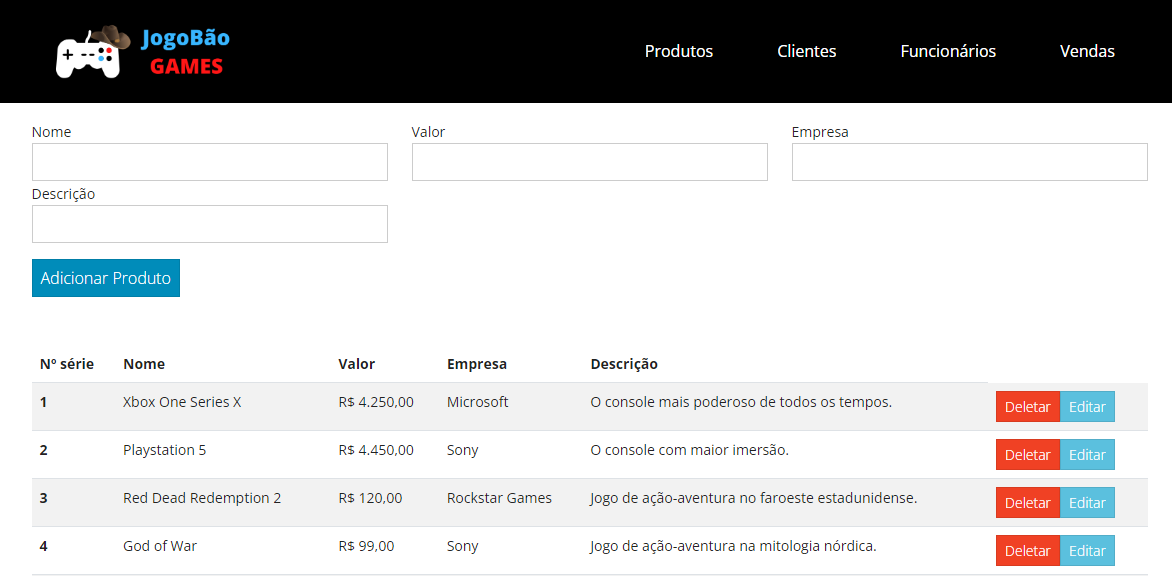 JogoBão
GAMES
Produtos Clientes Funcionários Vendas
Nome Valor Empresa
Descrição
Adicionar Produto
Nº série Nome Valor Empresa Descrição
1 Xbox One Series X R$ 4.250,00 Microsoft O console mais poderoso de todos os tempos. Deletar Editar
2 Playstation 5 R$ 4.450,00 Sony O console com maior imersão. Deletar Editar
3 Red Dead Redemption 2 R$ 120,00 Rockstar Games Jogo de ação-aventura no faroeste estadunidense. Deletar Editar
4 God of War R$ 99,00 Sony Jogo de ação-aventura na mitologia nórdica. Deletar Editar